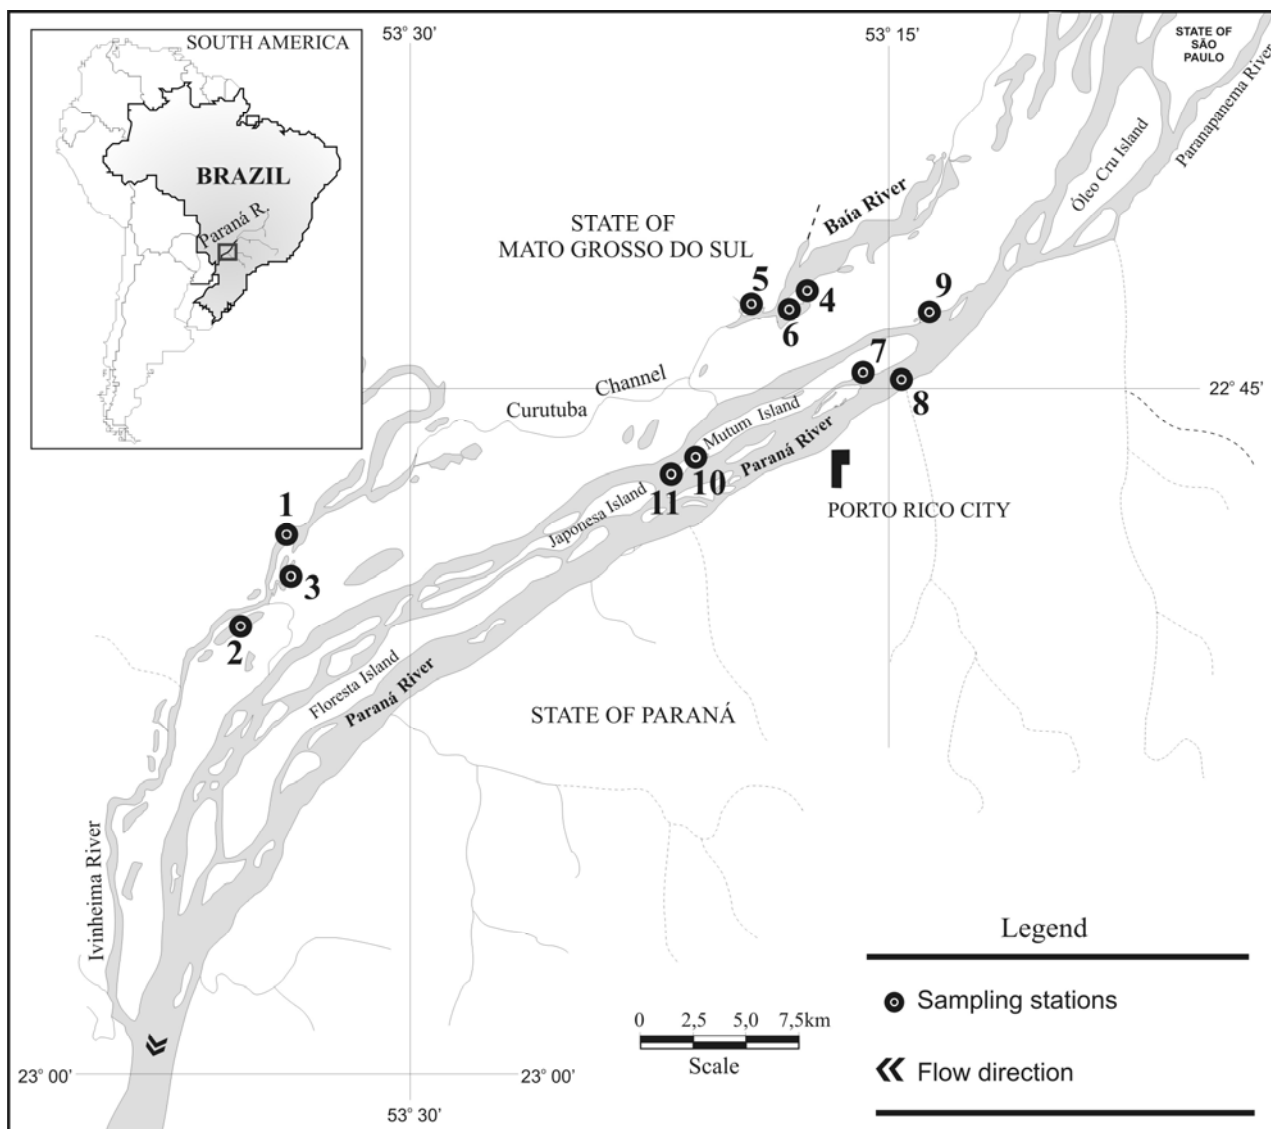 SOUTH AMERICA
BRAZIL
Paraná R.
53° 30'
53° 15'
STATE OF
SÃO
PAULO
Paranapanema River
Óleo Cru Island
Baía River
STATE OF
MATO GROSSO DO SUL
5
4
6
9
7
8
22° 45'
Channel
Curutuba
Mutum Island
Paraná River
10
11
Japonesa Island
PORTO RICO CITY
1
3
2
Floresta Island
Paraná River
STATE OF PARANÁ
Ivinheima River
Legend
Sampling stations
Flow direction
0 2,5 5,0 7,5km
Scale
23° 00'
23° 00'
53° 30'